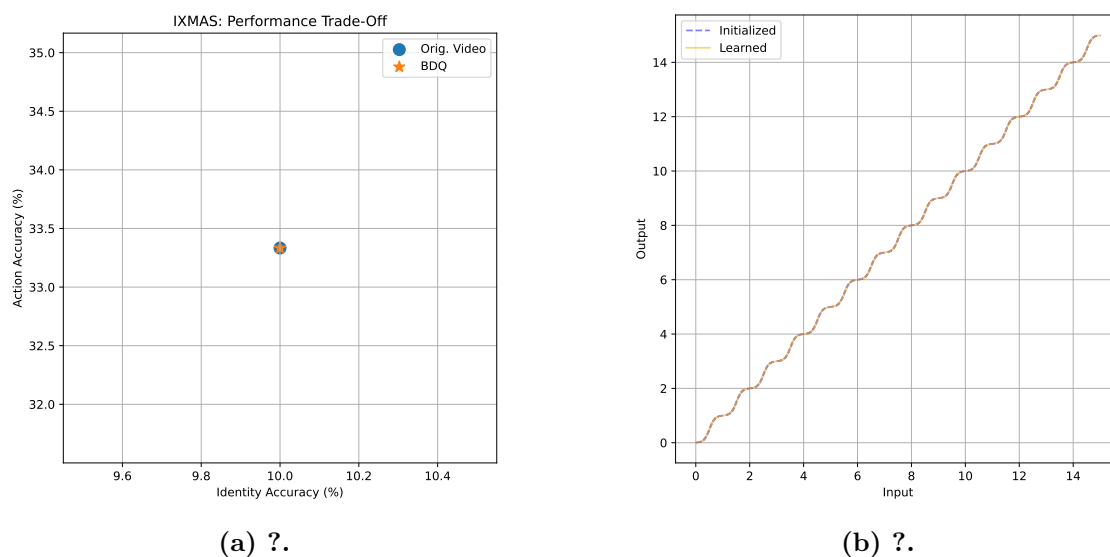 IXMAS: Performance Trade-Off
Orig. Video
BDQ
35.0
34.5
34.0
33.5
33.0
32.5
32.0
Action Accuracy (%)
9.6
9.8
10.0
10.2
10.4
Identity Accuracy (%)
(a) ?.
Initialized
Learned
14
12
10
8
6
4
2
0
Output
0
2
4
6
8
10
12
14
Input
(b) ?.